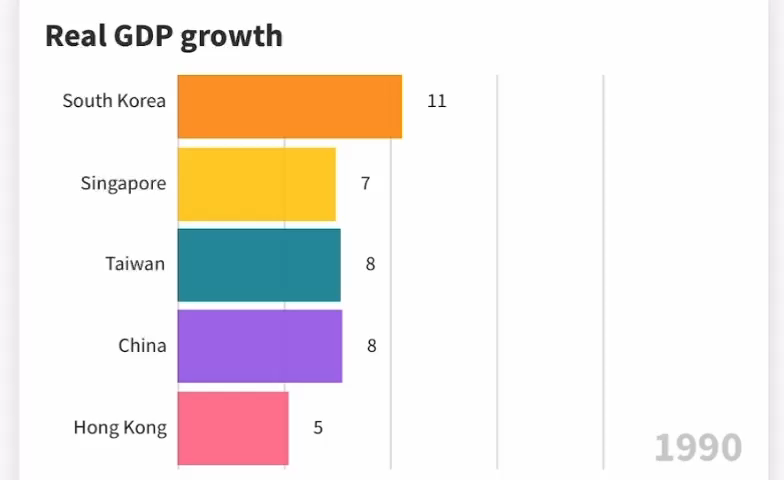 Real GDP growth
South Korea 11
Singapore 7
Taiwan 8
China 8
Hong Kong 5
1990